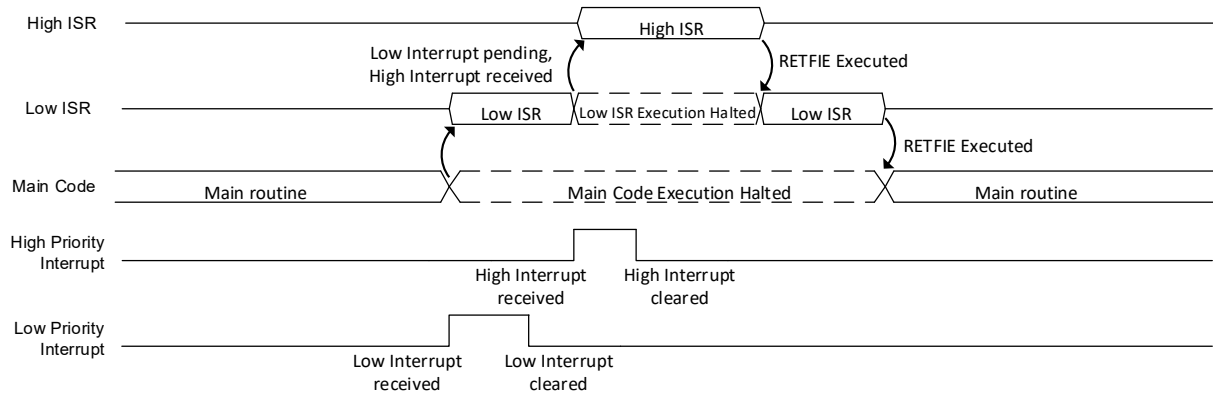 High ISR
High ISR
Low Interrupt pending,
High Interrupt received
RETFIE Executed
Low ISR
Low ISR
Low ISR Execution Halted
Low ISR
RETFIE Executed
Main Code
Main routine
Main Code Execution Halted
Main routine
High Priority
Interrupt
High Interrupt
received
High Interrupt
cleared
Low Priority
Interrupt
Low Interrupt
received
Low Interrupt
cleared